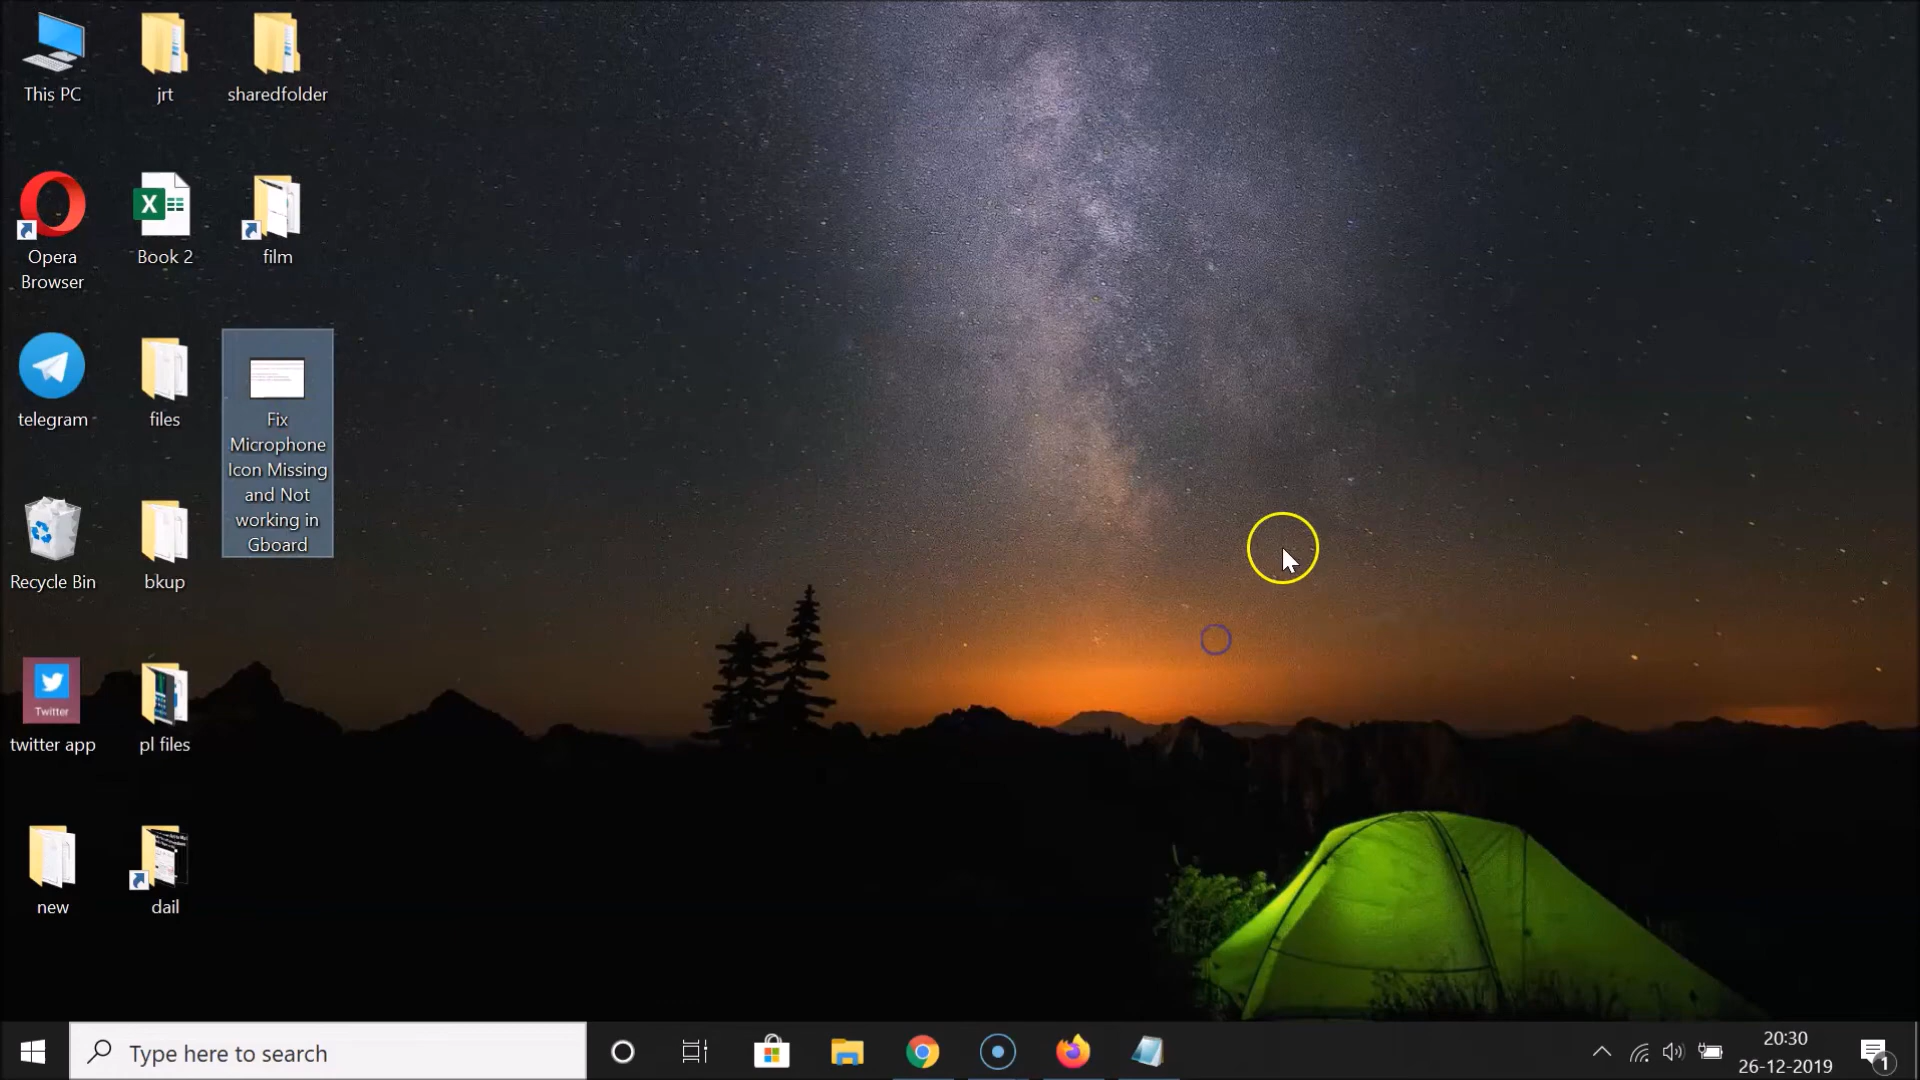 This PC
jrt
sharedfolder
Opera
Browser
Book 2
film
telegram
files
Fix
Microphone
Icon Missing
and Not
working in
Gboard
Recycle Bin
bkup
Twitter
twitter app
pl files
new
dail
Type here to search
20:30
26-12-2019
1